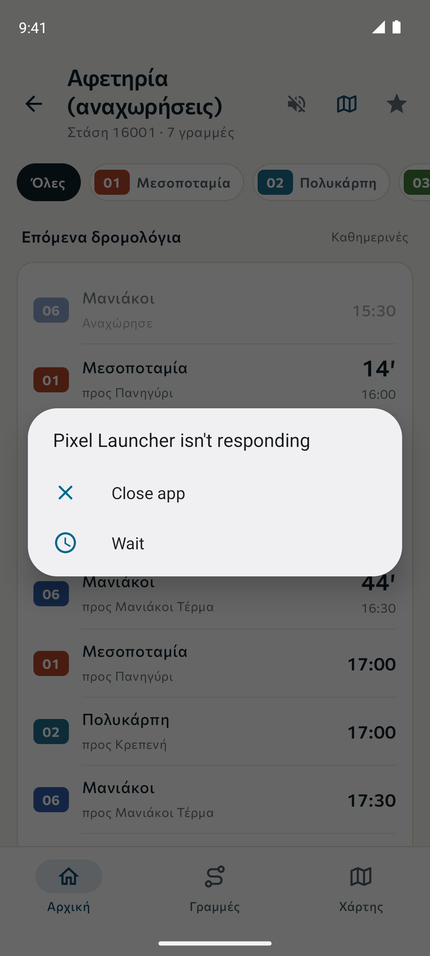 9:41
Αφετηρία
(αναχωρήσεις)
Στάση 16001 · 7 γραμμές
Όλες
01 Μεσοποταμία
02 Πολυκάρπη
03
Επόμενα δρομολόγια
Καθημερινές
06 Μανιάκοι 15:30
Αναχώρησε
01 Μεσοποταμία 14'
προς Πανηγύρι 16:00
Pixel Launcher isn't responding
Close app
Wait
06 Μανιάκοι 44'
προς Μανιάκοι Τέρμα 16:30
01 Μεσοποταμία 17:00
προς Πανηγύρι
02 Πολυκάρπη 17:00
προς Κρεπενή
06 Μανιάκοι 17:30
προς Μανιάκοι Τέρμα
Αρχική
Γραμμές
Χάρτης